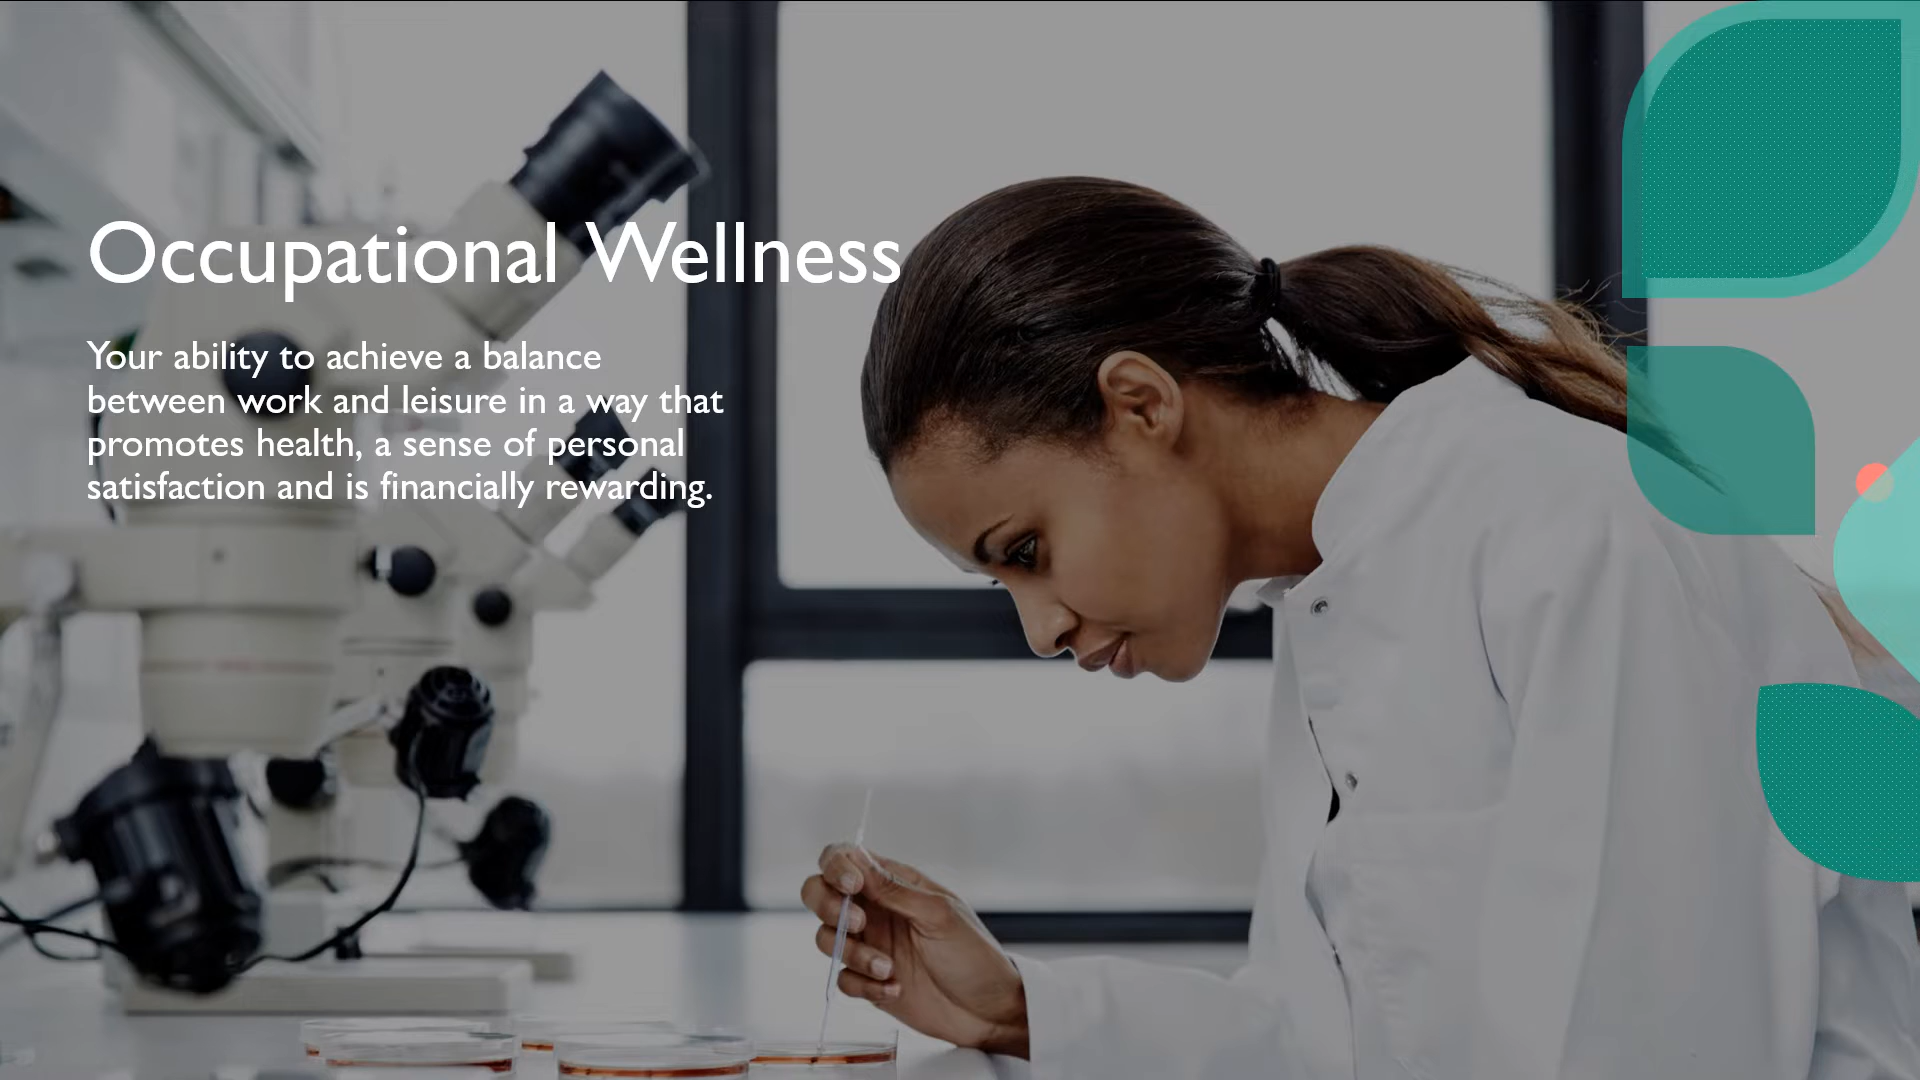 Occupational Wellness
Your ability to achieve a balance
between work and leisure in a way that
promotes health, a sense of personal
satisfaction and is financially rewarding.